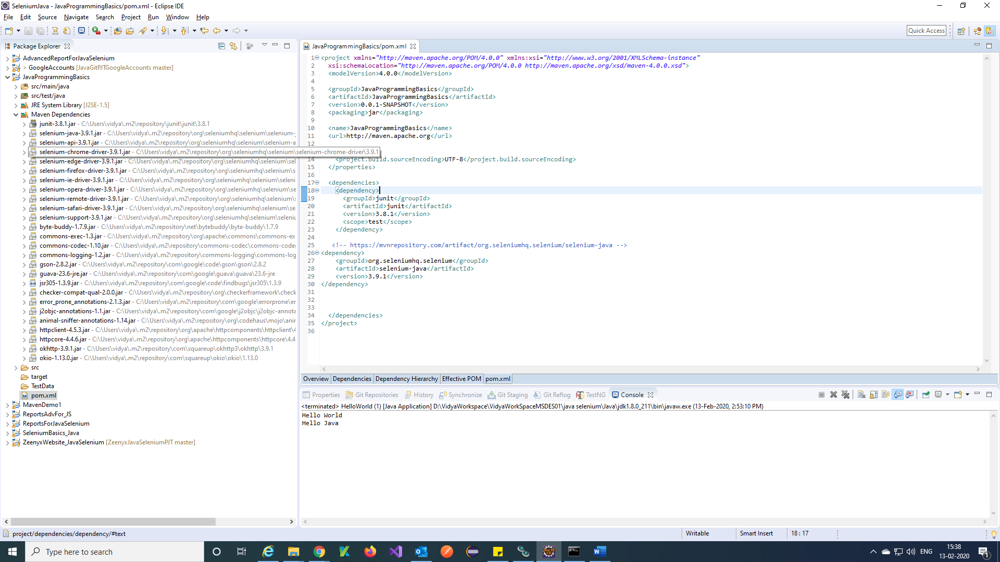 SeleniumJava - JavaProgrammingBasics/pom.xml - Eclipse IDE
File Edit Source Navigate Search Project Run Window Help
Quick Access
Package Explorer
AdvancedReportForJavaSelenium
> GoogleAccounts [JavaGitPJTGoogleAccounts master]
JavaProgrammingBasics
src/main/java
src/test/java
JRE System Library [J2SE-1.5]
Maven Dependencies
junit-3.8.1.jar - C:\Users\vidya\.m2\repository\junit\junit\3.8.1
selenium-java-3.9.1.jar - C:\Users\vidya\.m2\repository\org\seleniumhq\selenium\selenium-
selenium-api-3.9.1.jar - C:\Users\vidya\.m2\repository\org\seleniumhq\selenium\selenium-a
selenium-chrome-driver-3.9.1.jar - C:\Users\vidya\.m2\repository\org\seleniumhq\selenium\selenium-chrome-driver\3.9.1
selenium-edge-driver-3.9.1.jar - C:\Users\vidya\.m2\repository\org\seleniumhq\selenium\sel
selenium-firefox-driver-3.9.1.jar - C:\Users\vidya\.m2\repository\org\seleniumhq\selenium\s
selenium-ie-driver-3.9.1.jar - C:\Users\vidya\.m2\repository\org\seleniumhq\selenium\seleni
selenium-opera-driver-3.9.1.jar - C:\Users\vidya\.m2\repository\org\seleniumhq\selenium\se
selenium-remote-driver-3.9.1.jar - C:\Users\vidya\.m2\repository\org\seleniumhq\selenium\s
selenium-safari-driver-3.9.1.jar - C:\Users\vidya\.m2\repository\org\seleniumhq\selenium\se
selenium-support-3.9.1.jar - C:\Users\vidya\.m2\repository\org\seleniumhq\selenium\seleniu
byte-buddy-1.7.9.jar - C:\Users\vidya\.m2\repository\net\bytebuddy\byte-buddy\1.7.9
commons-exec-1.3.jar - C:\Users\vidya\.m2\repository\org\apache\commons\commons-ex
commons-codec-1.10.jar - C:\Users\vidya\.m2\repository\commons-codec\commons-codec
commons-logging-1.2.jar - C:\Users\vidya\.m2\repository\commons-logging\commons-log
gson-2.8.2.jar - C:\Users\vidya\.m2\repository\com\google\code\gson\gson\2.8.2
guava-23.6-jre.jar - C:\Users\vidya\.m2\repository\com\google\guava\guava\23.6-jre
jsr305-1.3.9.jar - C:\Users\vidya\.m2\repository\com\google\code\findbugs\jsr305\1.3.9
checker-compat-qual-2.0.0.jar - C:\Users\vidya\.m2\repository\org\checkerframework\check
error_prone_annotations-2.1.3.jar - C:\Users\vidya\.m2\repository\com\google\errorprone\er
j2objc-annotations-1.1.jar - C:\Users\vidya\.m2\repository\com\google\j2objc\j2objc-annota
animal-sniffer-annotations-1.14.jar - C:\Users\vidya\.m2\repository\org\codehaus\mojo\anir
httpclient-4.5.3.jar - C:\Users\vidya\.m2\repository\org\apache\httpcomponents\httpclient\4
httpcore-4.4.6.jar - C:\Users\vidya\.m2\repository\org\apache\httpcomponents\httpcore\4.4
okhttp-3.9.1.jar - C:\Users\vidya\.m2\repository\com\squareup\okhttp3\okhttp\3.9.1
okio-1.13.0.jar - C:\Users\vidya\.m2\repository\com\squareup\okio\okio\1.13.0
src
target
TestData
pom.xml
MavenDemo1
ReportsAdvFor_JS
ReportsForJavaSelenium
SeleniumBasics_Java
ZeenyxWebsite_JavaSelenium [ZeenyxJavaSeleniumPJT master]
JavaProgrammingBasics/pom.xml
1 <project xmlns="http://maven.apache.org/POM/4.0.0" xmlns:xsi="http://www.w3.org/2001/XMLSchema-instance"
2 xsi:schemaLocation="http://maven.apache.org/POM/4.0.0 http://maven.apache.org/xsd/maven-4.0.0.xsd">
3 <modelVersion>4.0.0</modelVersion>
4
5 <groupId>JavaProgrammingBasics</groupId>
6 <artifactId>JavaProgrammingBasics</artifactId>
7 <version>0.0.1-SNAPSHOT</version>
8 <packaging>jar</packaging>
9
10 <name>JavaProgrammingBasics</name>
11 <url>http://maven.apache.org</url>
12
14 <project.build.sourceEncoding>UTF-8</project.build.sourceEncoding>
15 </properties>
16
17 <dependencies>
18 <dependency>
19 <groupId>junit</groupId>
20 <artifactId>junit</artifactId>
21 <version>3.8.1</version>
22 <scope>test</scope>
23 </dependency>
24
25 <!-- https://mvnrepository.com/artifact/org.seleniumhq.selenium/selenium-java -->
26 <dependency>
27 <groupId>org.seleniumhq.selenium</groupId>
28 <artifactId>selenium-java</artifactId>
29 <version>3.9.1</version>
30 </dependency>
31
32
33
34 </dependencies>
35 </project>
36
Overview Dependencies Dependency Hierarchy Effective POM pom.xml
Properties Git Repositories History Synchronize Git Staging Git Reflog TestNG Console
<terminated> HelloWorld (1) [Java Application] D:\VidyaWorkspace\VidyaWorkSpaceMSDES01\java selenium\Java\jdk1.8.0_211\bin\javaw.exe (13-Feb-2020, 2:53:10 PM)
Hello World
Hello Java
project/dependencies/dependency/#text
Writable Smart Insert 18 : 17
Type here to search
ENG
15:38
13-02-2020
1